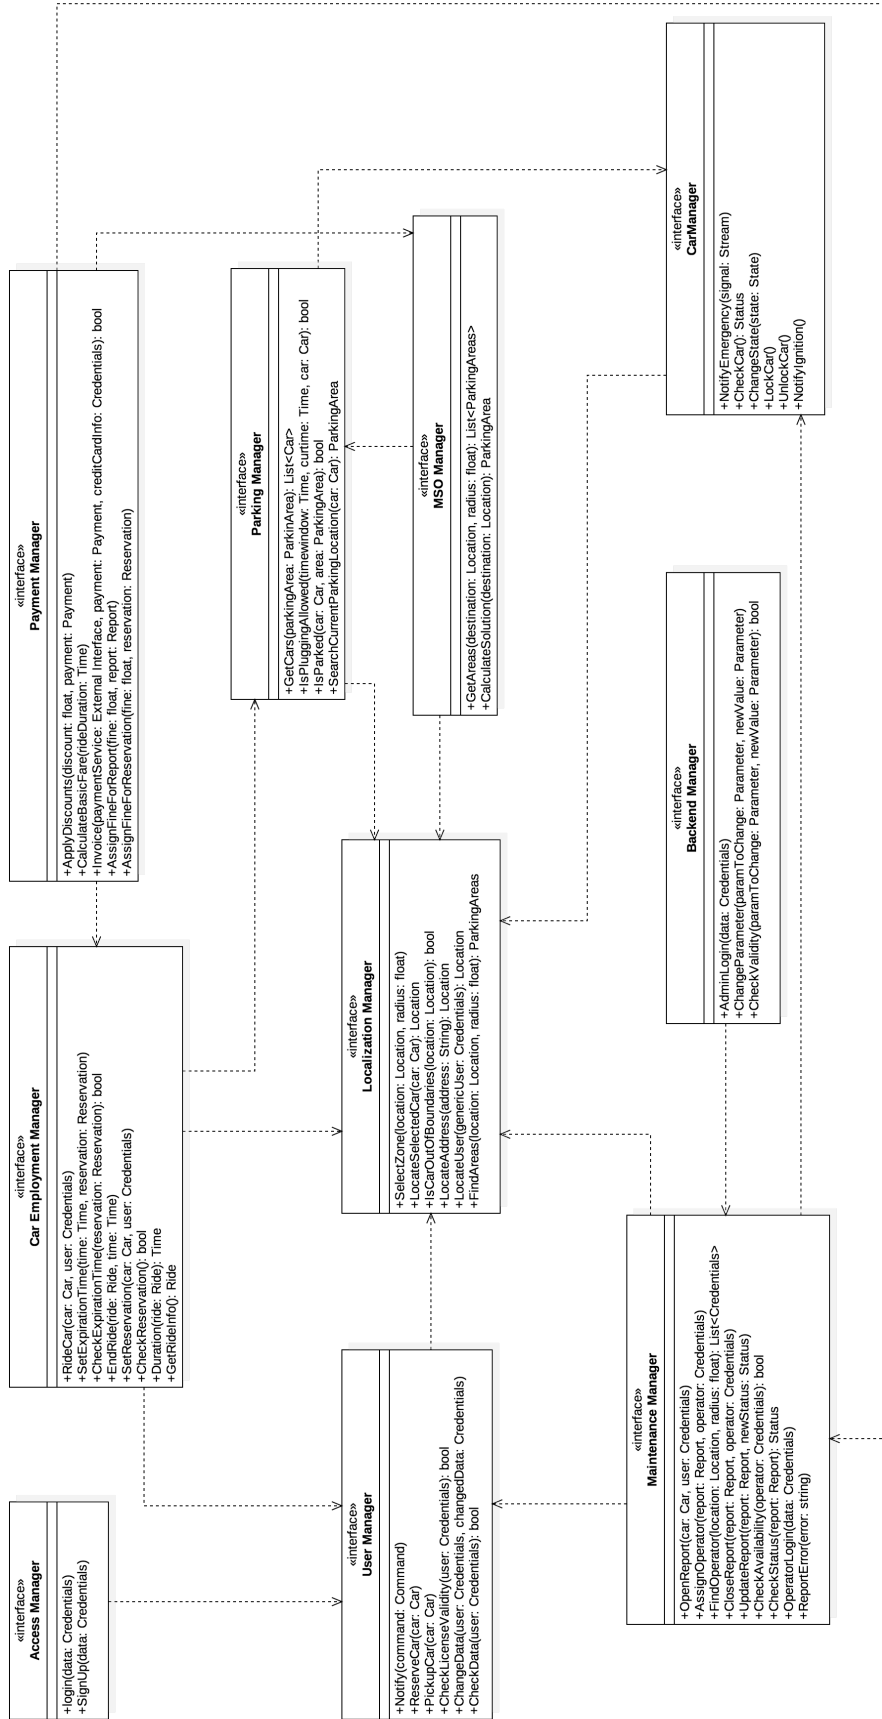 «interface»
Access Manager
+login(data: Credentials)
+SignUp(data: Credentials)
«interface»
Car Employment Manager
+RideCar(car: Car, user: Credentials)
+SetExpirationTime(time: Time, reservation: Reservation)
+CheckExpirationTime(reservation: Reservation): bool
+EndRide(ride: Ride, time: Time)
+SetReservation(car: Car, user: Credentials)
+CheckReservation(): bool
+Duration(ride: Ride): Time
+GetRideInfo(): Ride
«interface»
Payment Manager
+ApplyDiscounts(discount: float, payment: Payment)
+CalculateBasicFare(rideDuration: Time)
+Invoice(paymentService: External Interface, payment: Payment, creditCardInfo: Credentials): bool
+AssignFineForReport(fine: float, report: Report)
+AssignFineForReservation(fine: float, reservation: Reservation)
«interface»
Parking Manager
+GetCars(parkingArea: ParkinArea): List<Car>
+IsPluggingAllowed(timewindow: Time, curtime: Time, car: Car): bool
+IsParked(car: Car, area: ParkingArea): bool
+SearchCurrentParkingLocation(car: Car): ParkingArea
«interface»
User Manager
+Notify(command: Command)
+ReserveCar(car: Car)
+PickupCar(car: Car)
+CheckLicenseValidity(user: Credentials): bool
+ChangeData(user: Credentials, changedData: Credentials)
+CheckData(user: Credentials): bool
«interface»
Localization Manager
+SelectZone(location: Location, radius: float)
+LocateSelectedCar(car: Car): Location
+IsCarOutOfBoundaries(location: Location): bool
+LocateAddress(address: String): Location
+LocateUser(genericUser: Credentials): Location
+FindAreas(location: Location, radius: float): ParkingAreas
«interface»
MSO Manager
+GetAreas(destination: Location, radius: float): List<ParkingAreas>
+CalculateSolution(destination: Location): ParkingArea
«interface»
Maintenance Manager
+OpenReport(car: Car, user: Credentials)
+AssignOperator(report: Report, operator: Credentials)
+FindOperator(location: Location, radius: float): List<Credentials>
+CloseReport(report: Report, operator: Credentials)
+UpdateReport(report: Report, newStatus: Status)
+CheckAvailability(operator: Credentials): bool
+CheckStatus(report: Report): Status
+OperatorLogin(data: Credentials)
+ReportError(error: string)
«interface»
Backend Manager
+AdminLogin(data: Credentials)
+ChangeParameter(paramToChange: Parameter, newValue: Parameter)
+CheckValidity(paramToChange: Parameter, newValue: Parameter): bool
«interface»
CarManager
+NotifyEmergency(signal: Stream)
+CheckCar(): Status
+ChangeState(state: State)
+LockCar()
+UnlockCar()
+NotifyIgnition()